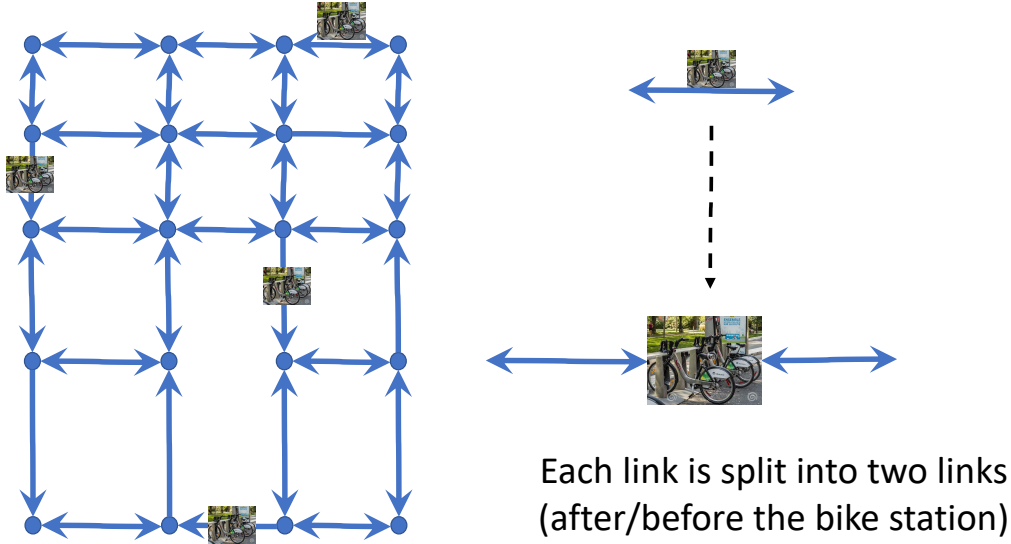 Each link is split into two links
(after/before the bike station)